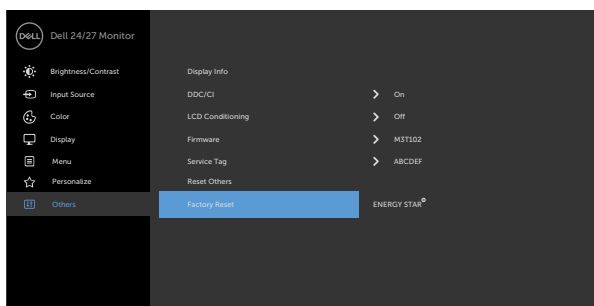 DELL Dell 24/27 Monitor
Brightness/Contrast Display Info
Input Source DDC/CI On
Color LCD Conditioning Off
Display Firmware M3T102
Menu Service Tag ABCDEF
Personalize Reset Others
Others Factory Reset ENERGY STAR®